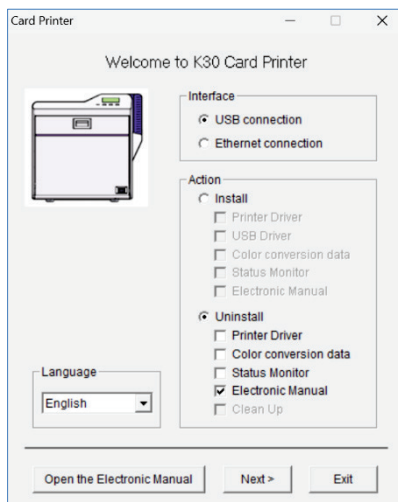 Card Printer
Welcome to K30 Card Printer
Interface
USB connection
Ethernet connection
Action
Install
Printer Driver
USB Driver
Color conversion data
Status Monitor
Electronic Manual
Uninstall
Printer Driver
Color conversion data
Status Monitor
Electronic Manual
Clean Up
Language
English
Open the Electronic Manual
Next >
Exit